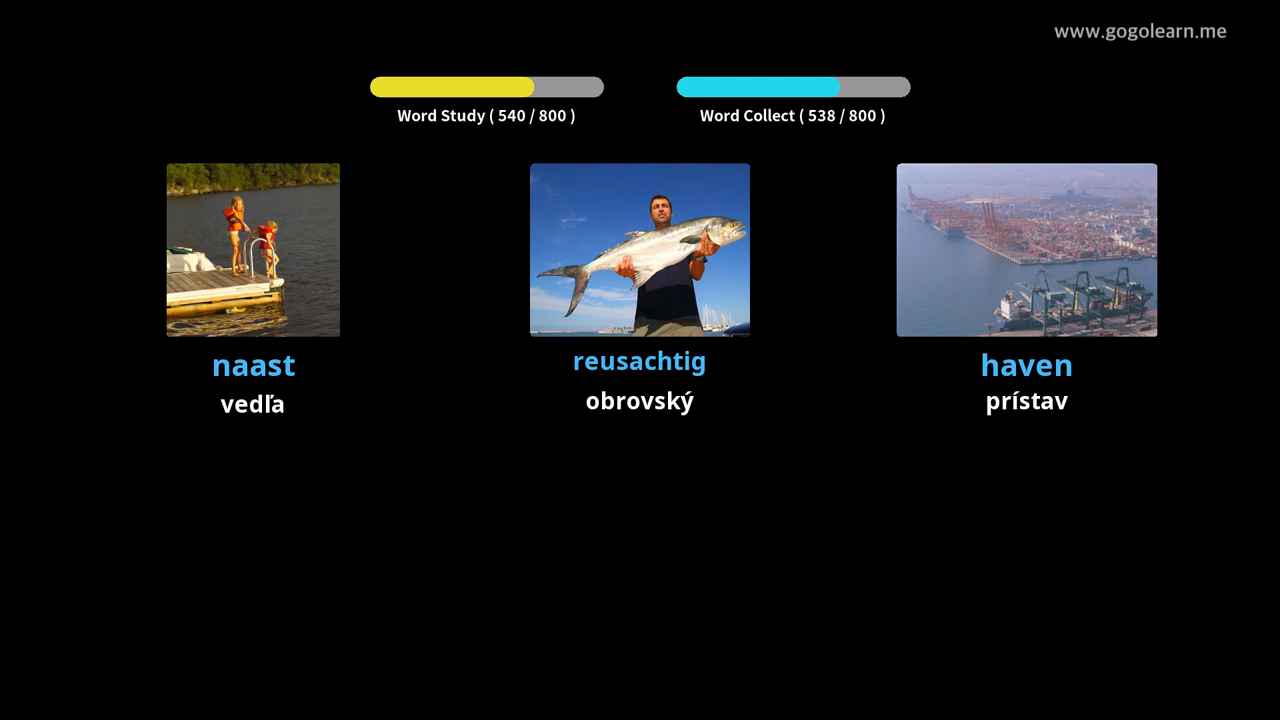 www.gogolearn.me
Word Study ( 540 / 800 )
Word Collect ( 538 / 800 )
naast
reusachtig
haven
vedľa
obrovský
prístav